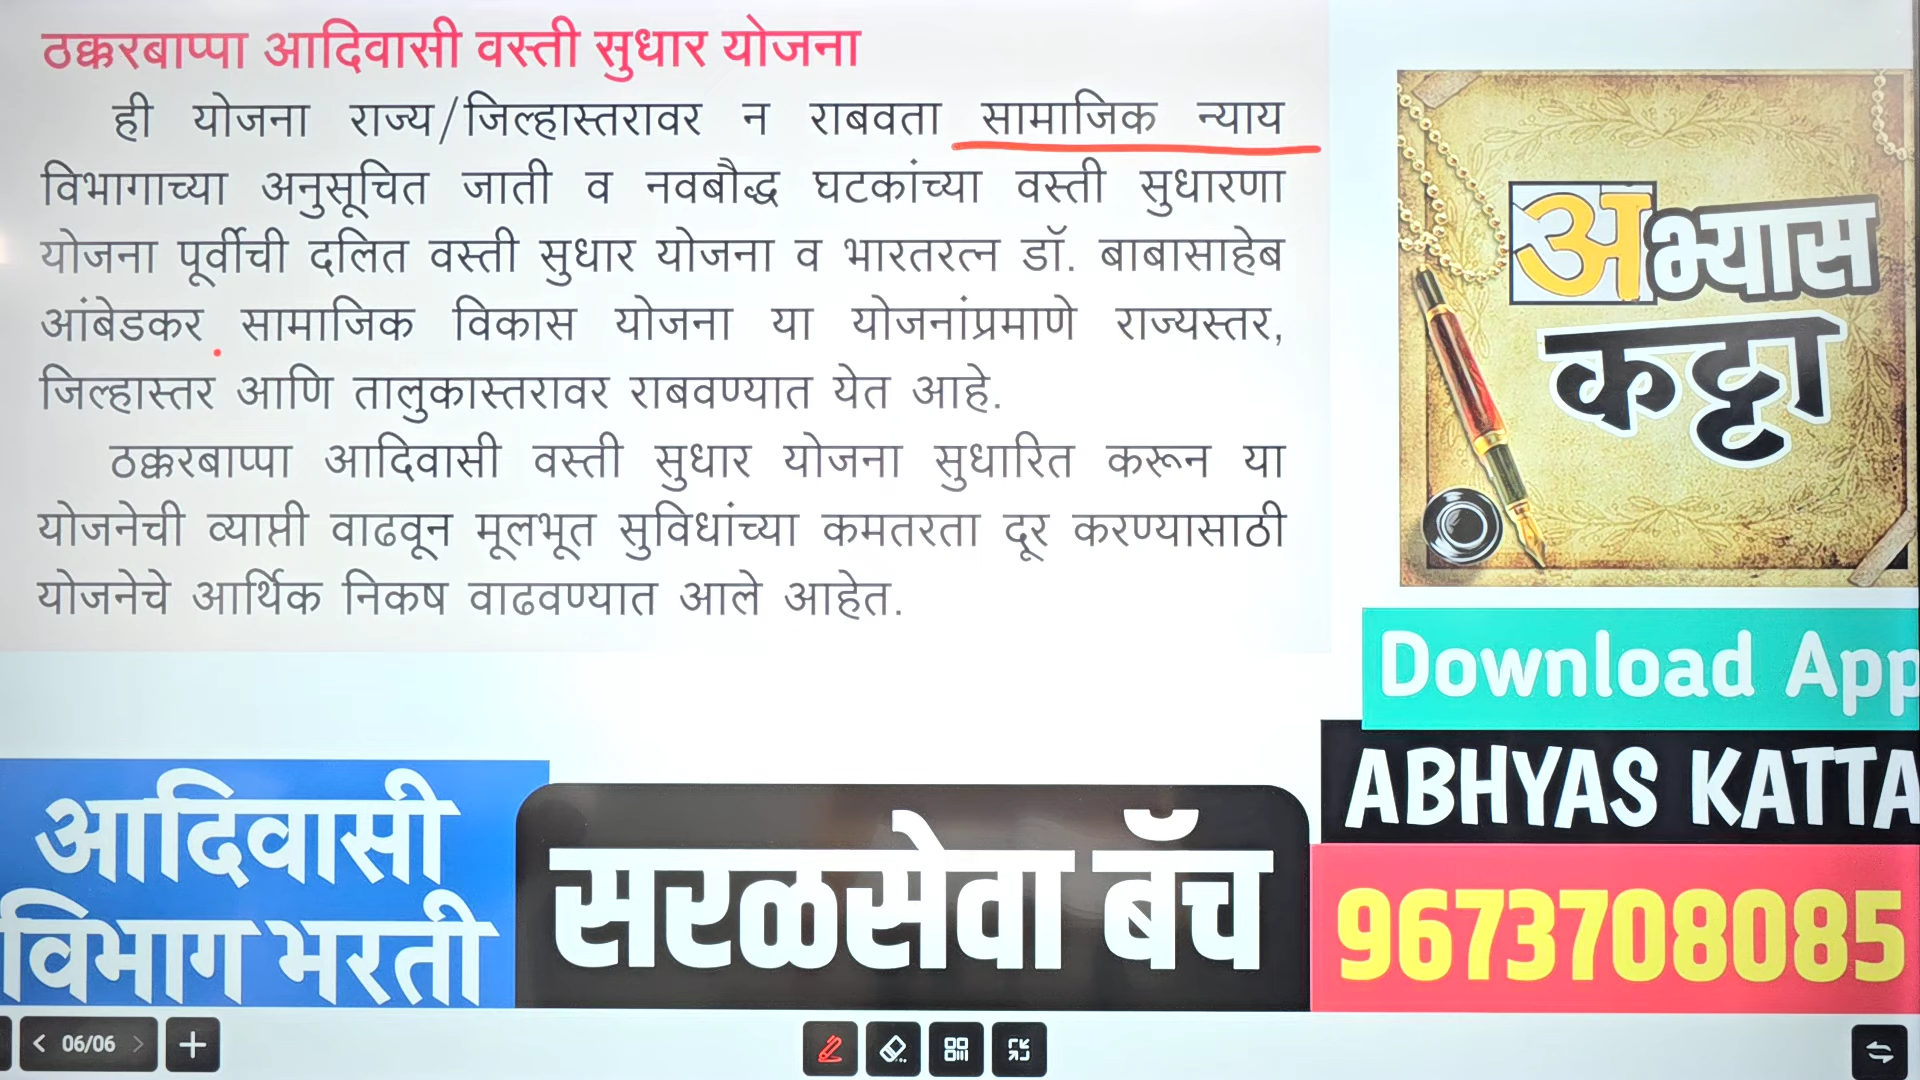 ठक्करबाप्पा आदिवासी वस्ती सुधार योजना
ही योजना राज्य/जिल्हास्तरावर न राबवता सामाजिक न्याय
विभागाच्या अनुसूचित जाती व नवबौद्ध घटकांच्या वस्ती सुधारणा
योजना पूर्वीची दलित वस्ती सुधार योजना व भारतरत्न डॉ. बाबासाहेब
आंबेडकर सामाजिक विकास योजना या योजनांप्रमाणे राज्यस्तर,
जिल्हास्तर आणि तालुकास्तरावर राबवण्यात येत आहे.
ठक्करबाप्पा आदिवासी वस्ती सुधार योजना सुधारित करून या
योजनेची व्याप्ती वाढवून मूलभूत सुविधांच्या कमतरता दूर करण्यासाठी
योजनेचे आर्थिक निकष वाढवण्यात आले आहेत.
अभ्यास
कट्टा
Download App
ABHYAS KATTA
9673708085
आदिवासी
विभाग भरती
सरळसेवा बॅच
06/06